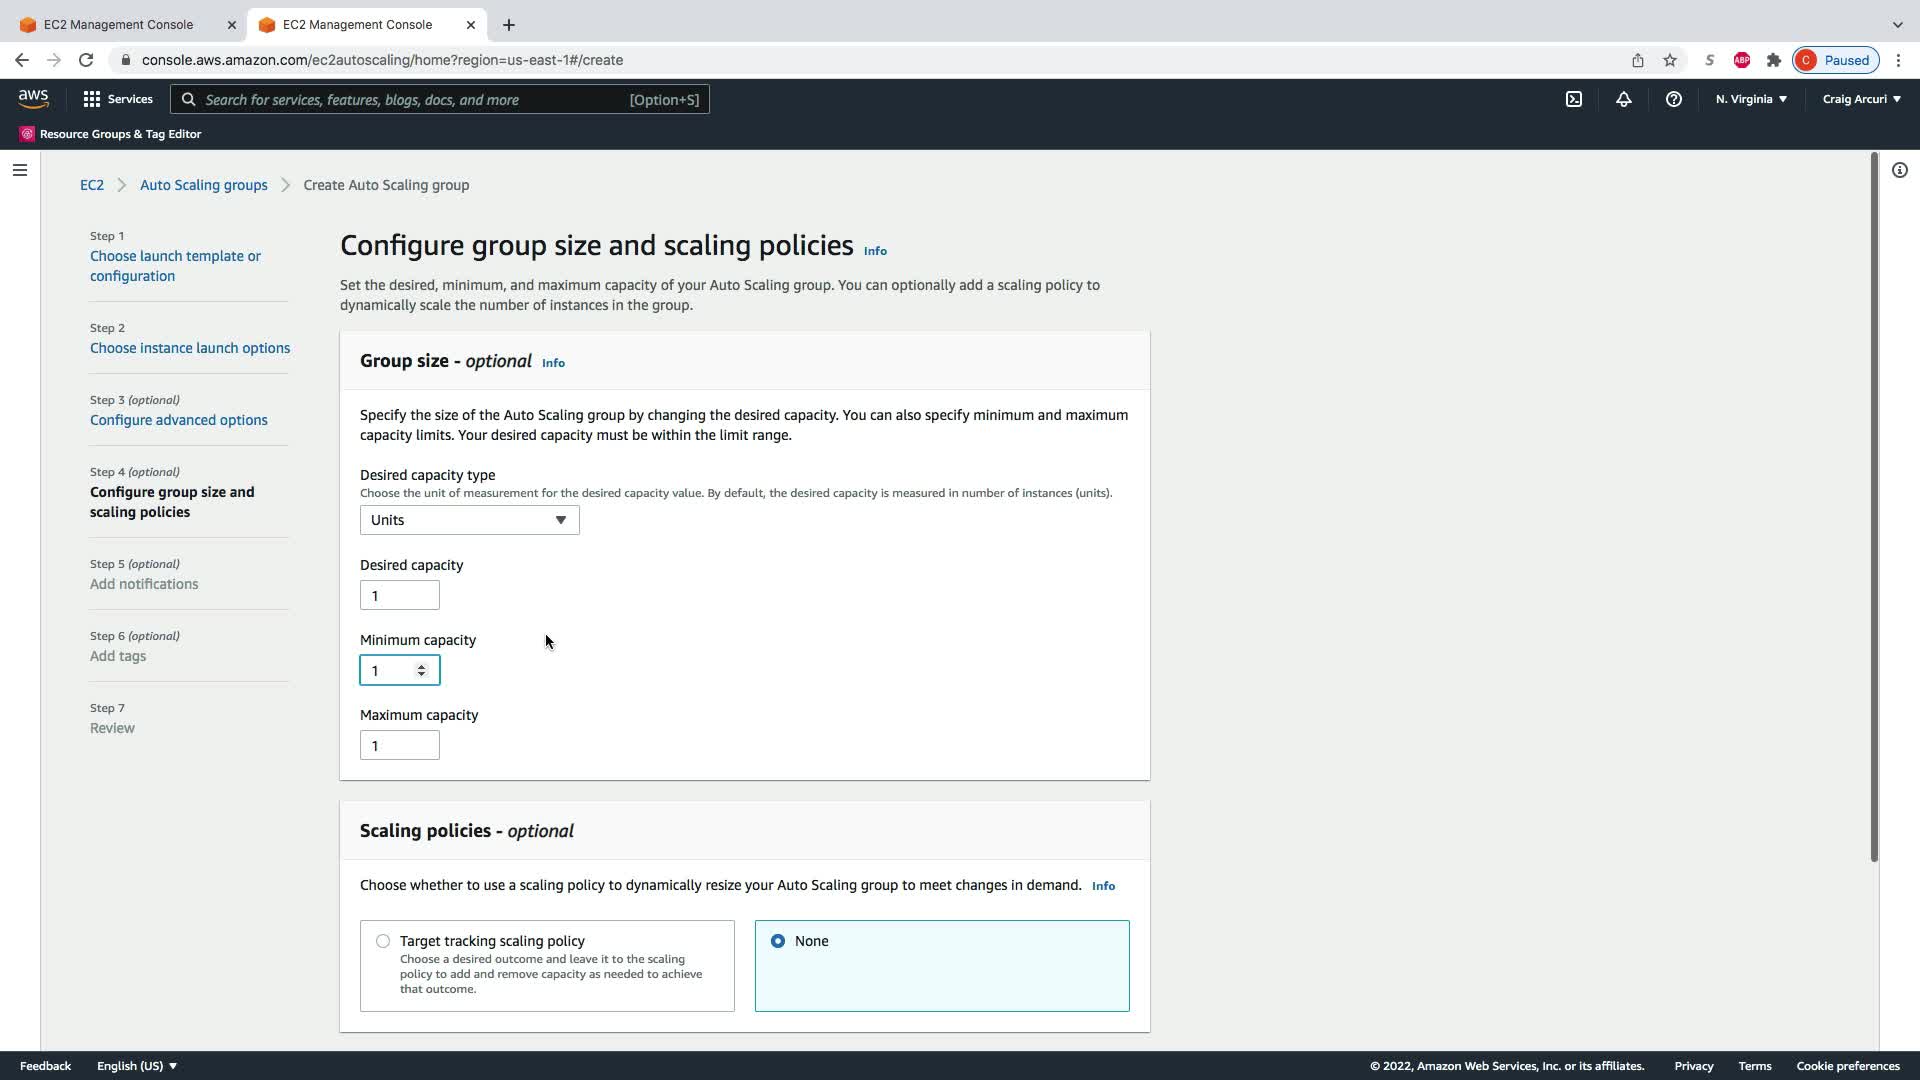 EC2 Management Console
EC2 Management Console
console.aws.amazon.com/ec2autoscaling/home?region=us-east-1#/create
S
ABP
C
Paused
aws
Services
Search for services, features, blogs, docs, and more
[Option+S]
N. Virginia
Craig Arcuri
Resource Groups & Tag Editor
EC2
Auto Scaling groups
Create Auto Scaling group
Step 1
Choose launch template or
configuration
Step 2
Choose instance launch options
Step 3 (optional)
Configure advanced options
Step 4 (optional)
Configure group size and
scaling policies
Step 5 (optional)
Add notifications
Step 6 (optional)
Add tags
Step 7
Review
Configure group size and scaling policies Info
Set the desired, minimum, and maximum capacity of your Auto Scaling group. You can optionally add a scaling policy to
dynamically scale the number of instances in the group.
Group size - optional Info
Specify the size of the Auto Scaling group by changing the desired capacity. You can also specify minimum and maximum
capacity limits. Your desired capacity must be within the limit range.
Desired capacity type
Choose the unit of measurement for the desired capacity value. By default, the desired capacity is measured in number of instances (units).
Units
Desired capacity
1
Minimum capacity
1
Maximum capacity
1
Scaling policies - optional
Choose whether to use a scaling policy to dynamically resize your Auto Scaling group to meet changes in demand. Info
Target tracking scaling policy
Choose a desired outcome and leave it to the scaling
policy to add and remove capacity as needed to achieve
that outcome.
None
Feedback
English (US)
© 2022, Amazon Web Services, Inc. or its affiliates.
Privacy
Terms
Cookie preferences